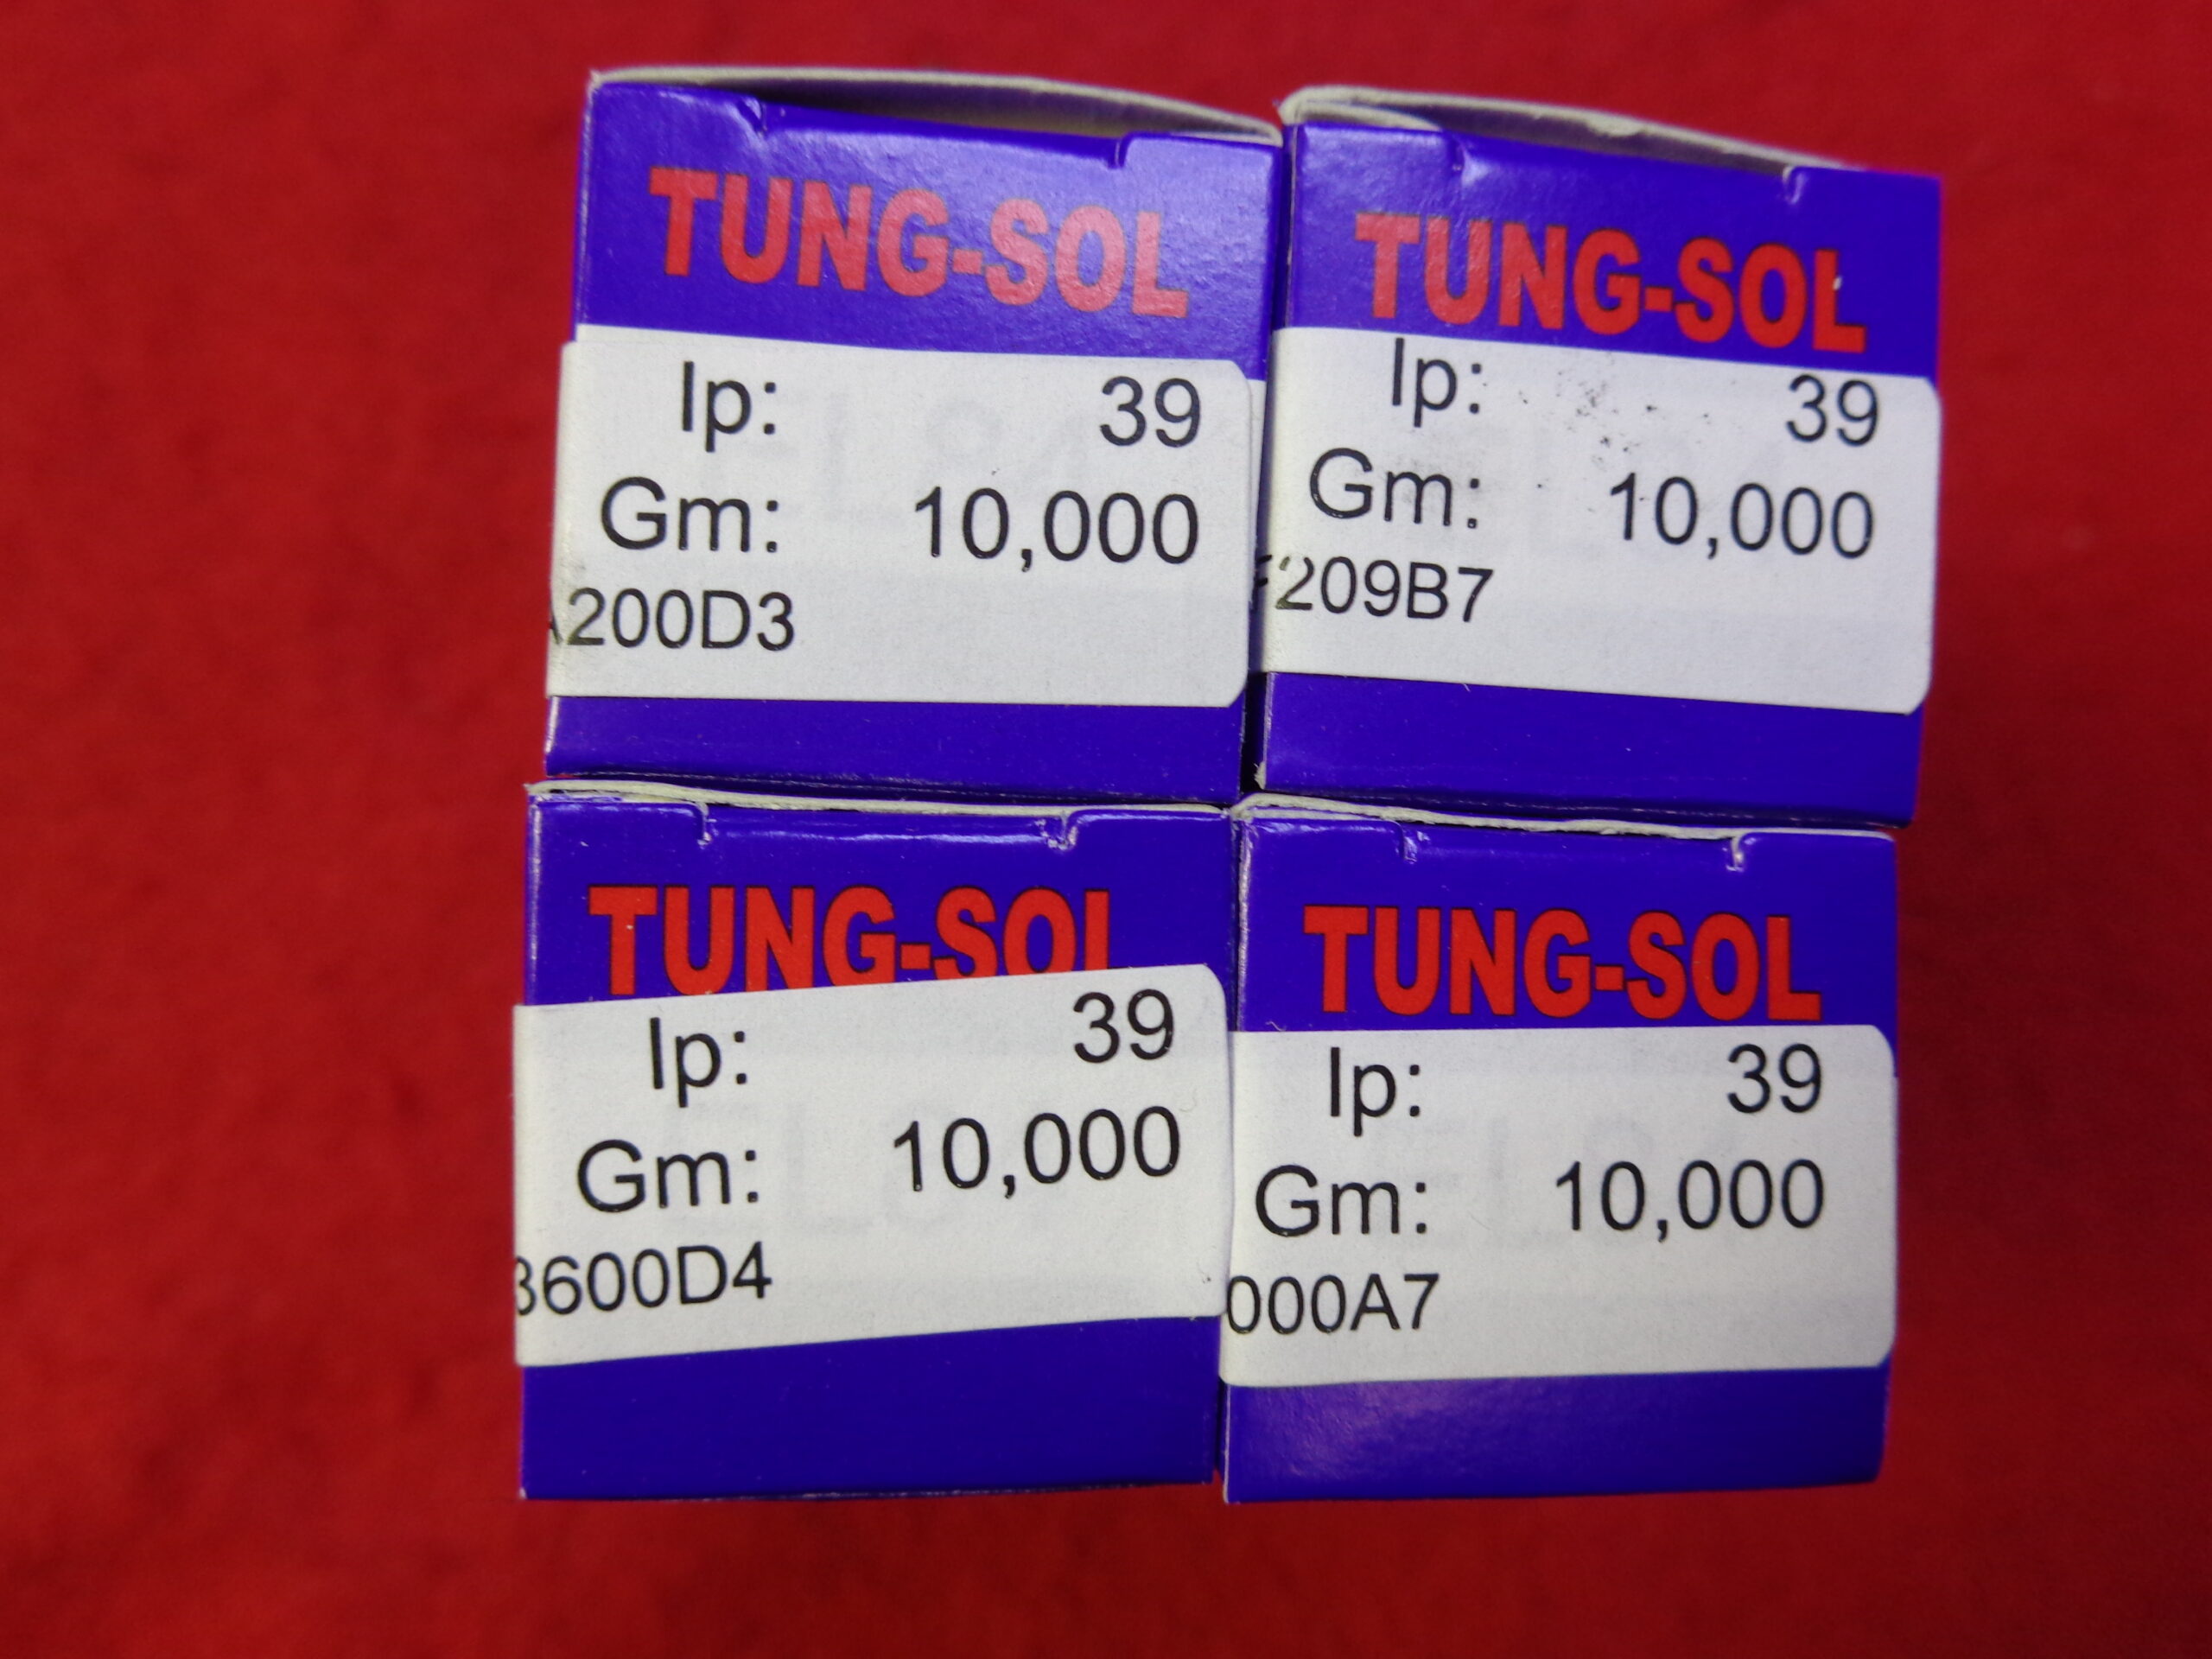 TUNG-SOL
Ip: 39
Gm: 10,000
A200D3
TUNG-SOL
Ip: 39
Gm: 10,000
F209B7
TUNG-SOL
Ip: 39
Gm: 10,000
3600D4
TUNG-SOL
Ip: 39
Gm: 10,000
000A7